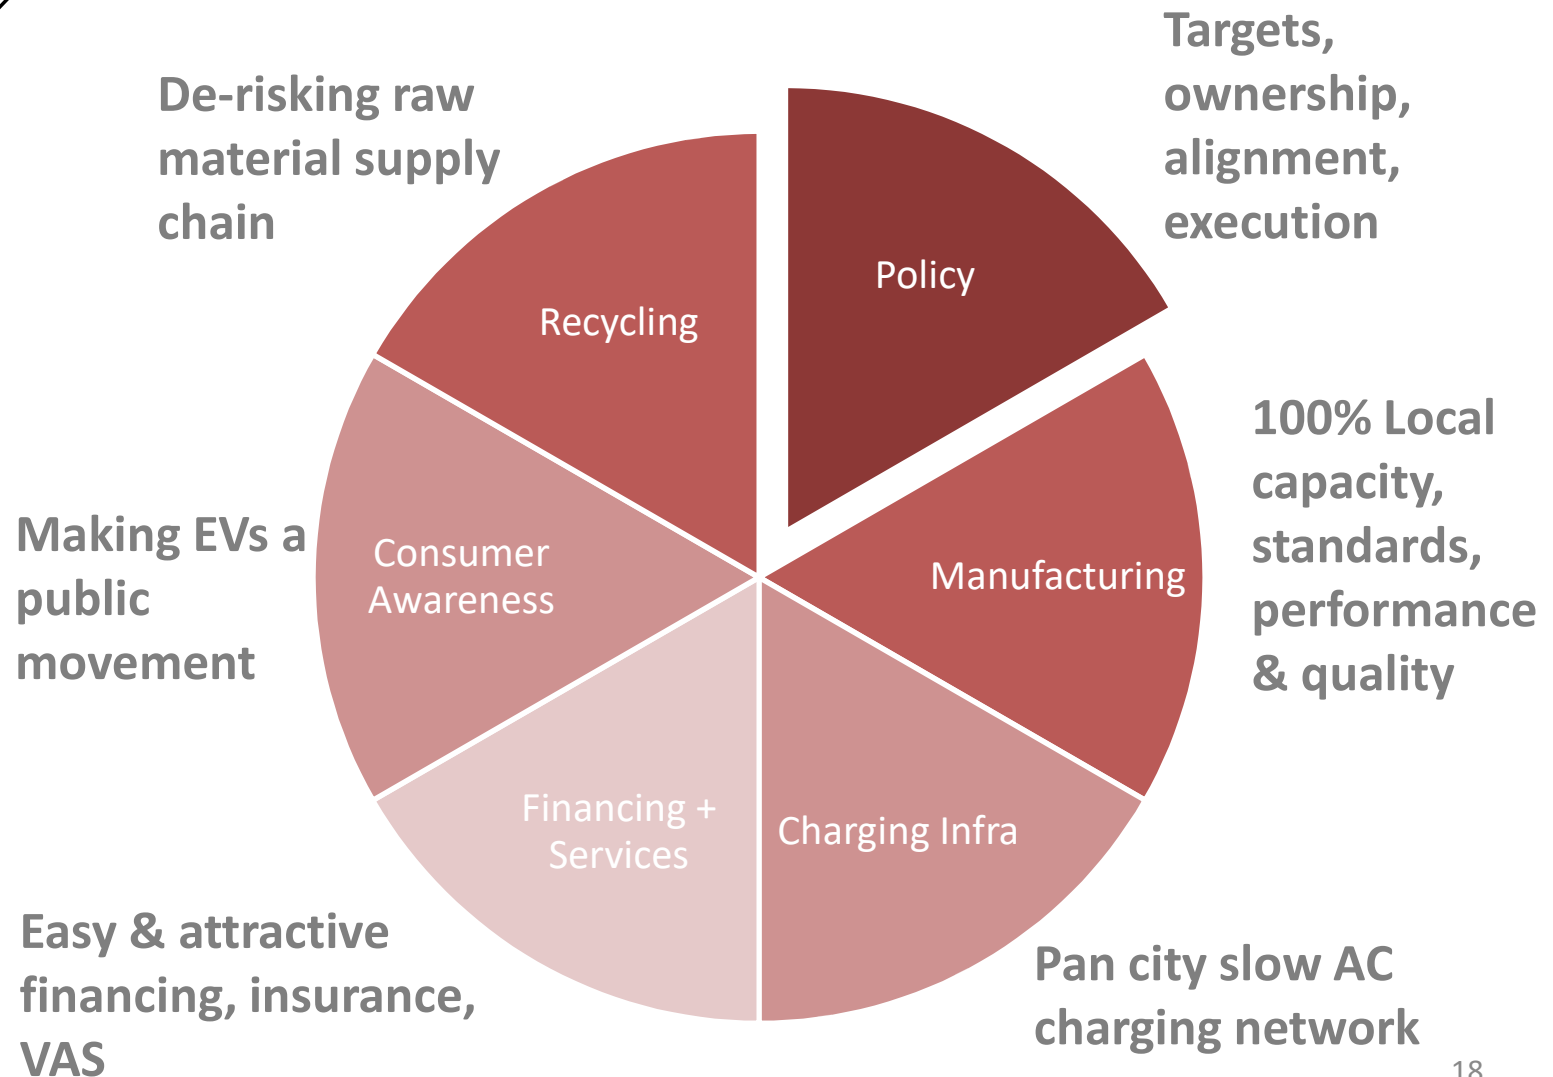 Targets,
ownership,
alignment,
execution
De-risking raw
material supply
chain
Policy
Recycling
100% Local
capacity,
standards,
performance
& quality
Manufacturing
Making EVs a
public
movement
Consumer
Awareness
Financing +
Services
Charging Infra
Easy & attractive
financing, insurance,
VAS
Pan city slow AC
charging network
18